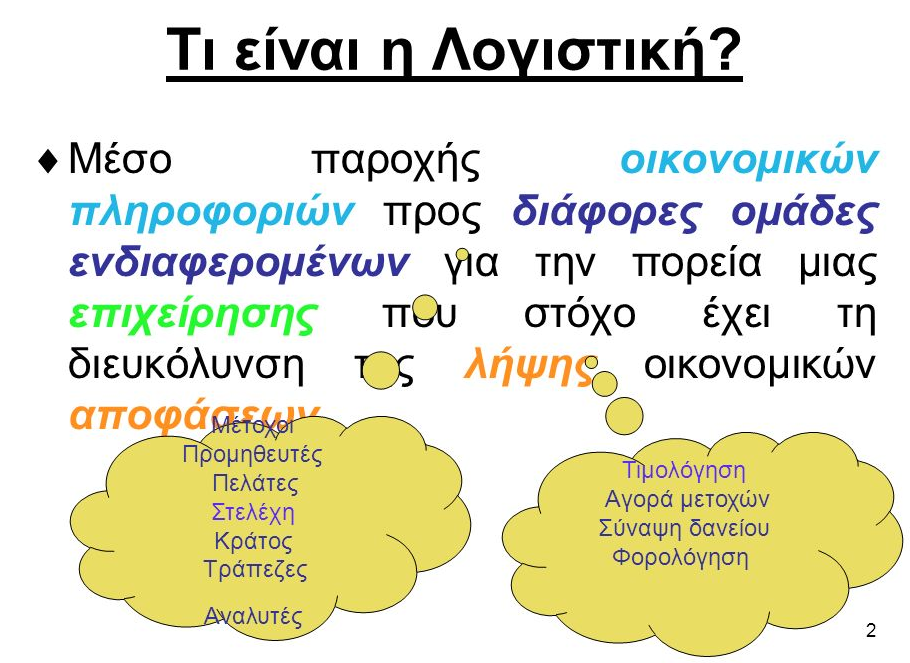 Τι είναι η Λογιστική?
♦ Μέσο παροχής οικονομικών
πληροφοριών προς διάφορες ομάδες
ενδιαφερομένων για την πορεία μιας
επιχείρησης που στόχο έχει τη
διευκόλυνση της λήψης οικονομικών
αποφάσεων
Μέτοχοι
Προμηθευτές
Πελάτες
Στελέχη
Κράτος
Τράπεζες
Αναλυτές
Τιμολόγηση
Αγορά μετοχών
Σύναψη δανείου
Φορολόγηση
2